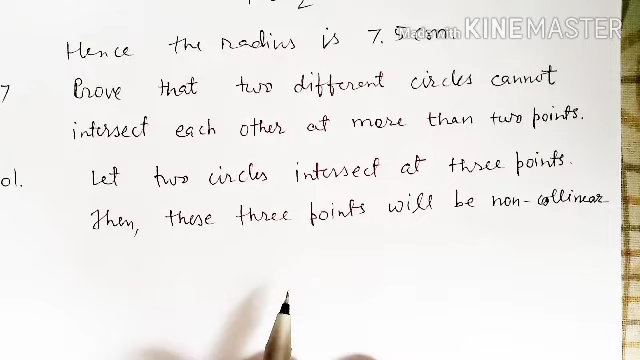 2
Made with KINEMASTER
Hence the radius is 7.5 cm.
7 Prove that two different circles cannot
intersect each other at more than two points.
ol. Let two circles intersect at three points.
Then, these three points will be non-collinear